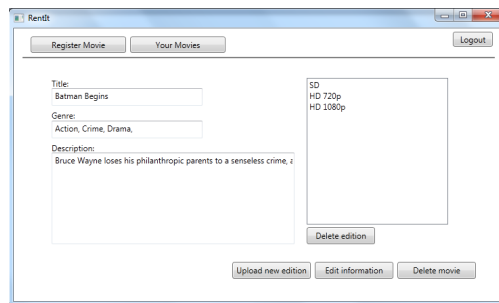 RentIt
Register Movie
Your Movies
Logout
Title:
Batman Begins
Genre:
Action, Crime, Drama,
Description:
Bruce Wayne loses his philanthropic parents to a senseless crime, a
SD
HD 720p
HD 1080p
Delete edition
Upload new edition
Edit information
Delete movie